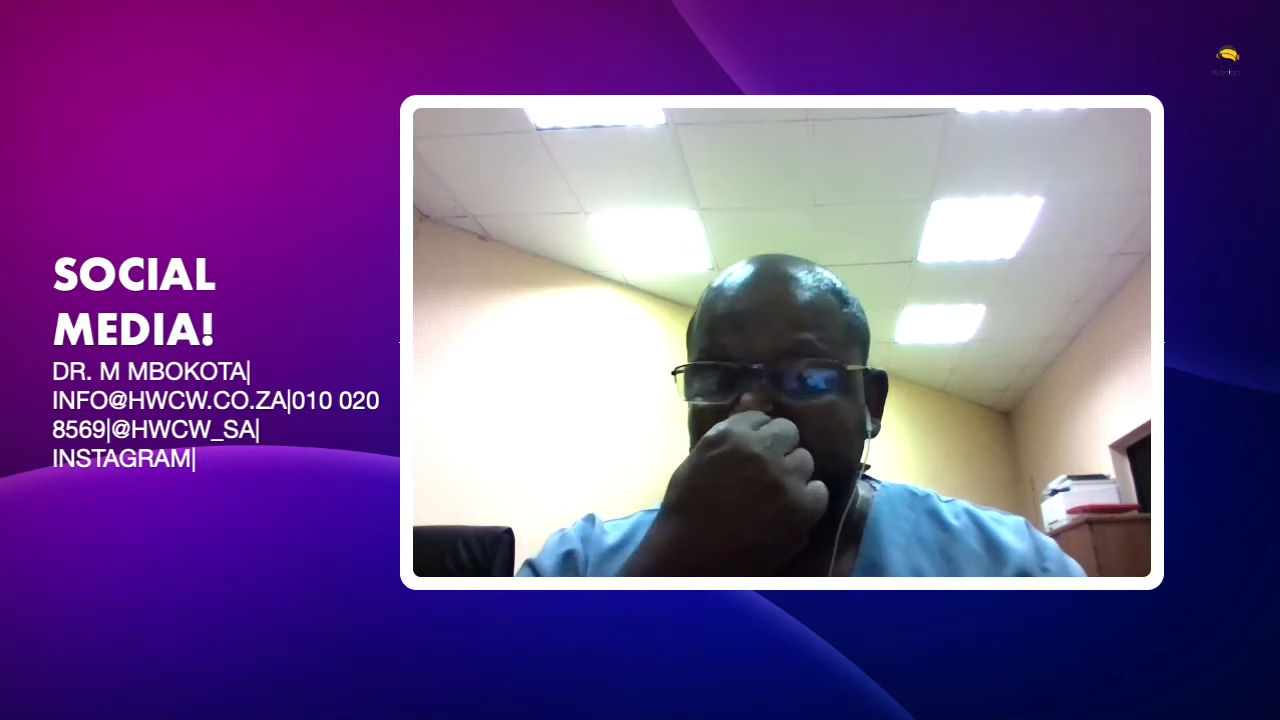 SOCIAL
MEDIA!
DR. M MBOKOTA|
INFO@HWCW.CO.ZA|010 020
8569|@HWCW_SA|
INSTAGRAM|